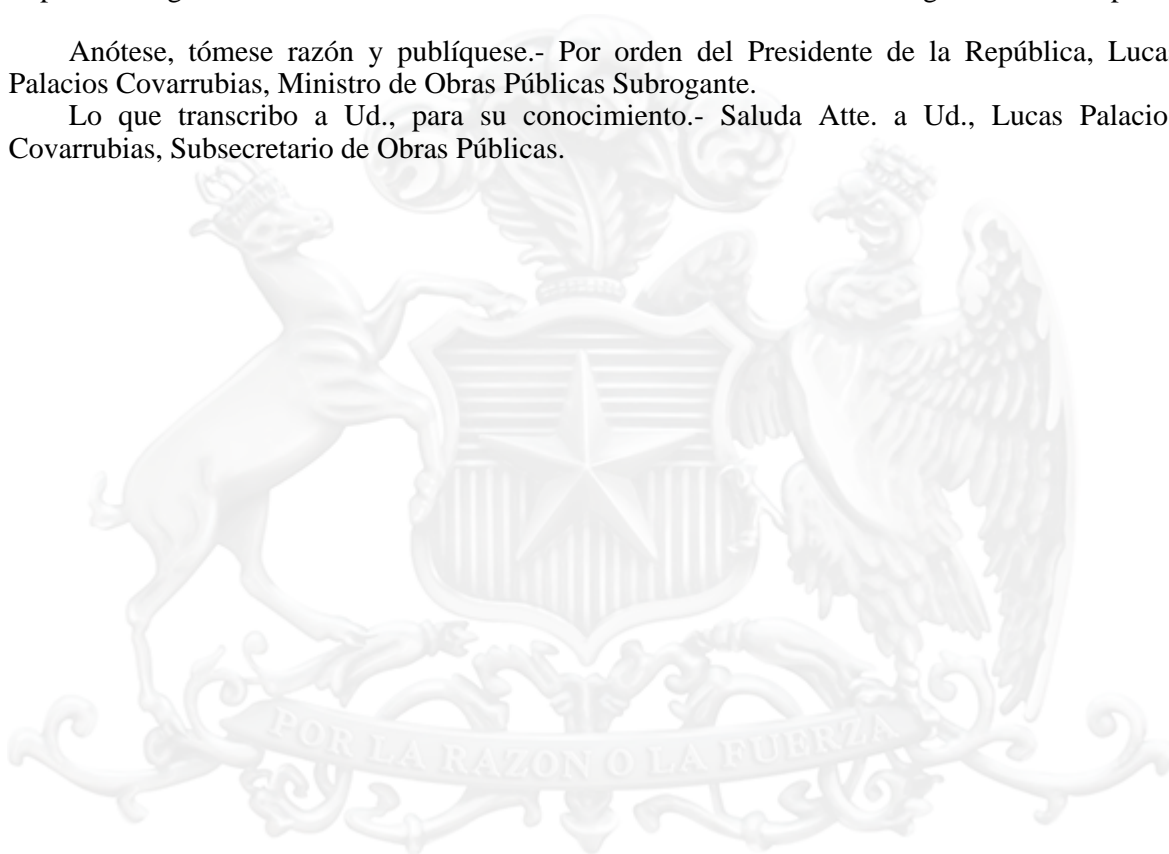 Anótese, tómese razón y publíquese.- Por orden del Presidente de la República, Luca
Palacios Covarrubias, Ministro de Obras Públicas Subrogante.
Lo que transcribo a Ud., para su conocimiento.- Saluda Atte. a Ud., Lucas Palacio
Covarrubias, Subsecretario de Obras Públicas.
POR LA RAZON O LA FUERZA